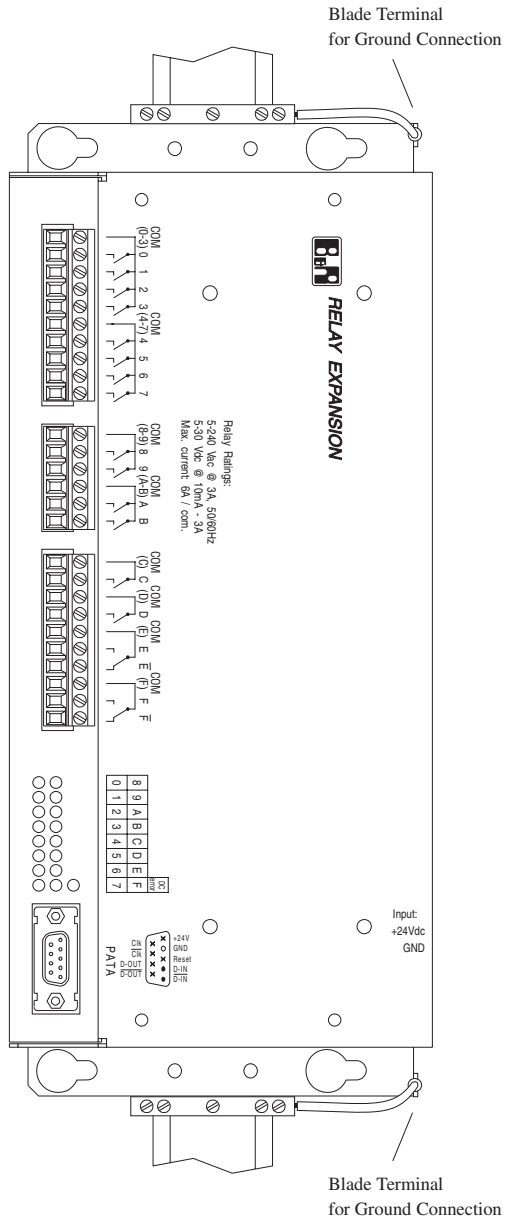 Blade Terminal
for Ground Connection
B&R
RELAY EXPANSION
COM
(0-3) 0 1 2 3
COM
(4-7) 4 5 6 7
Relay Ratings:
5-240 Vac @ 3A, 50/60Hz
5-30 Vdc @ 10mA - 3A
Max. current: 6A / com.
COM
(8-9) 8 9
COM
(A-B) A B
COM
(C) C
COM
(D) D
COM
(E) E E̅
COM
(F) F F̅
8 9 A B C D E F
0 1 2 3 4 5 6 7
DC
error
Input:
+24Vdc
GND
+24V
GND
Reset
D-IN
D-IN
Clk
Clk
D-OUT
D-OUT
PATA
Blade Terminal
for Ground Connection